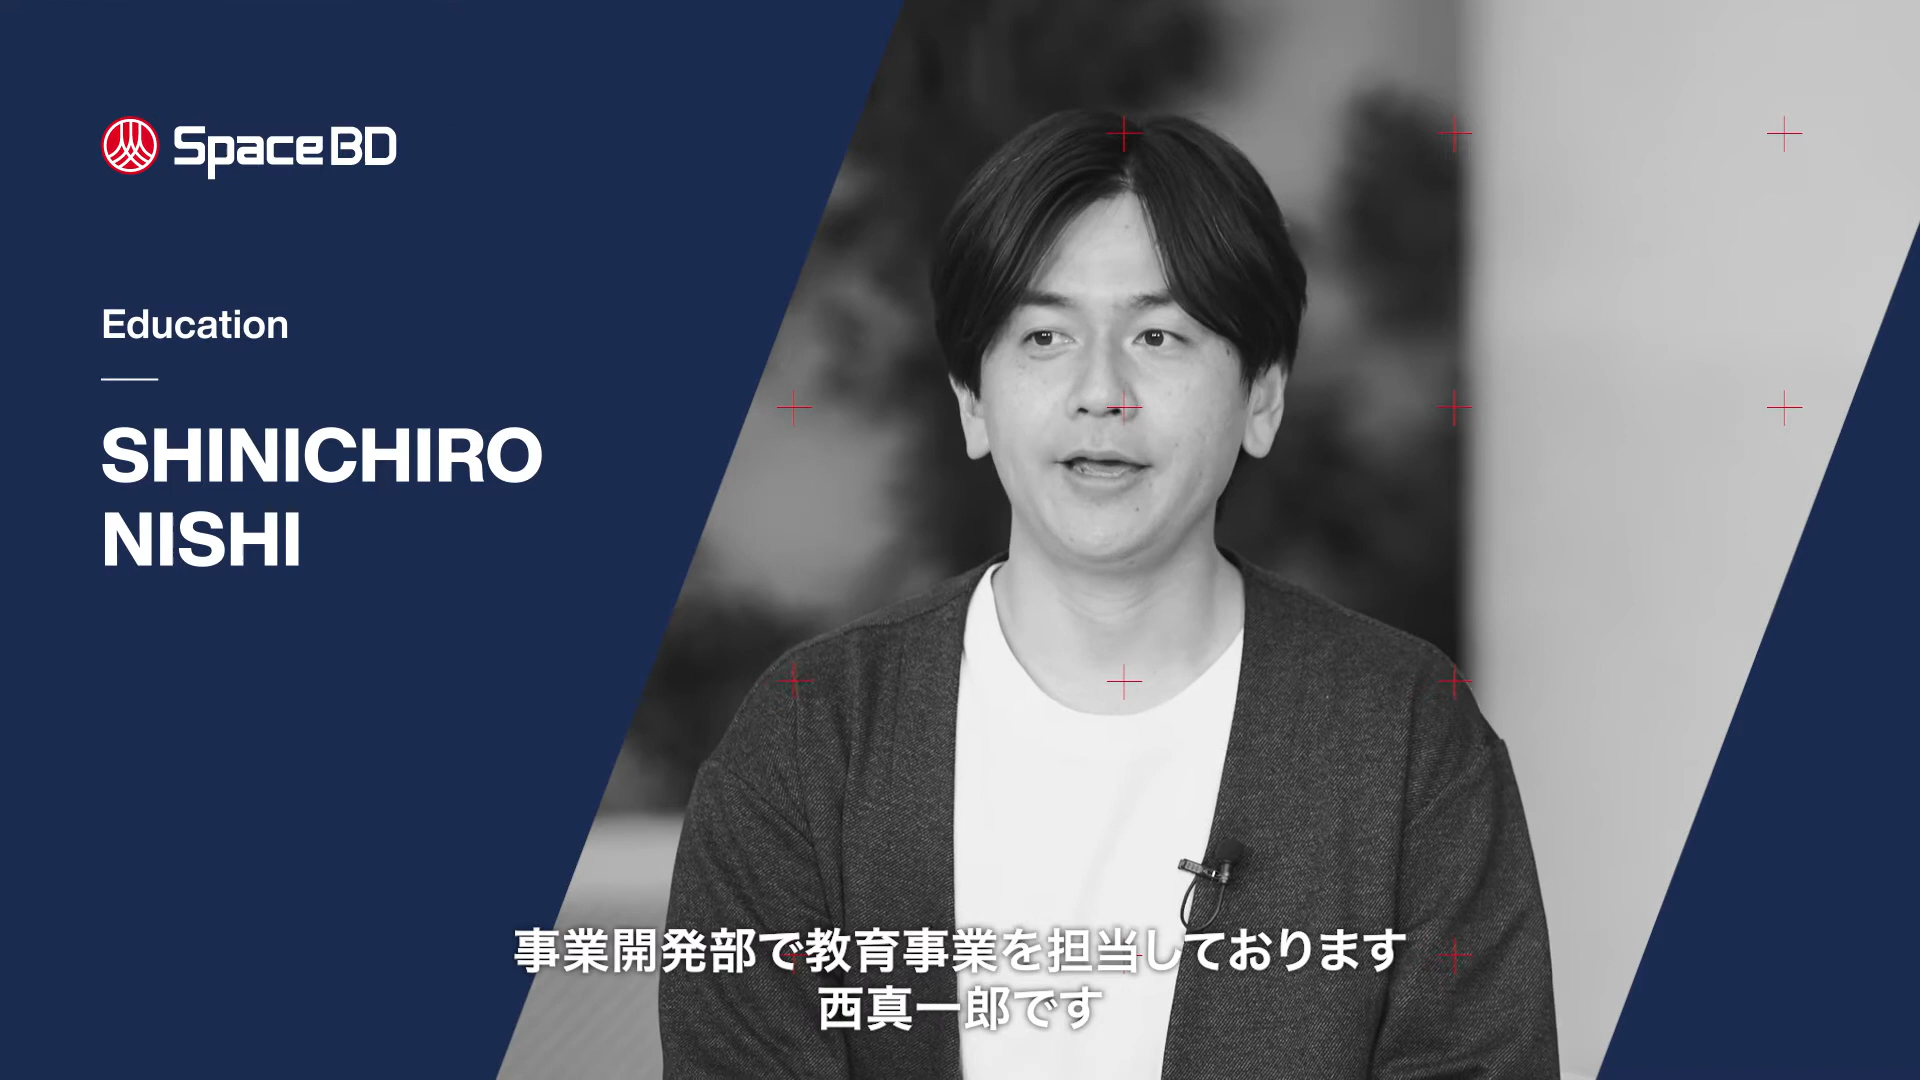 SpaceBD
Education
SHINICHIRO
NISHI
事業開発部で教育事業を担当しております
西真一郎です